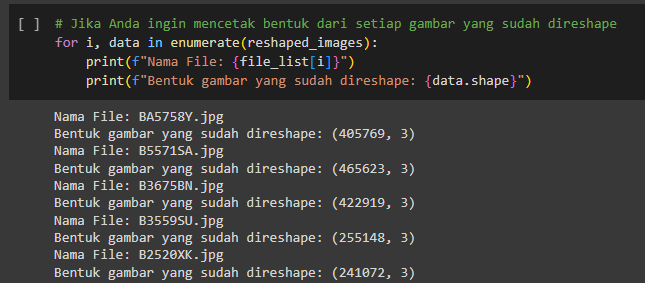 [ ] # Jika Anda ingin mencetak bentuk dari setiap gambar yang sudah direshape
for i, data in enumerate(reshaped_images):
    print(f"Nama File: {file_list[i]}")
    print(f"Bentuk gambar yang sudah direshape: {data.shape}")
Nama File: BA5758Y.jpg
Bentuk gambar yang sudah direshape: (405769, 3)
Nama File: B5571SA.jpg
Bentuk gambar yang sudah direshape: (465623, 3)
Nama File: B3675BN.jpg
Bentuk gambar yang sudah direshape: (422919, 3)
Nama File: B3559SU.jpg
Bentuk gambar yang sudah direshape: (255148, 3)
Nama File: B2520XK.jpg
Bentuk gambar yang sudah direshape: (241072, 3)